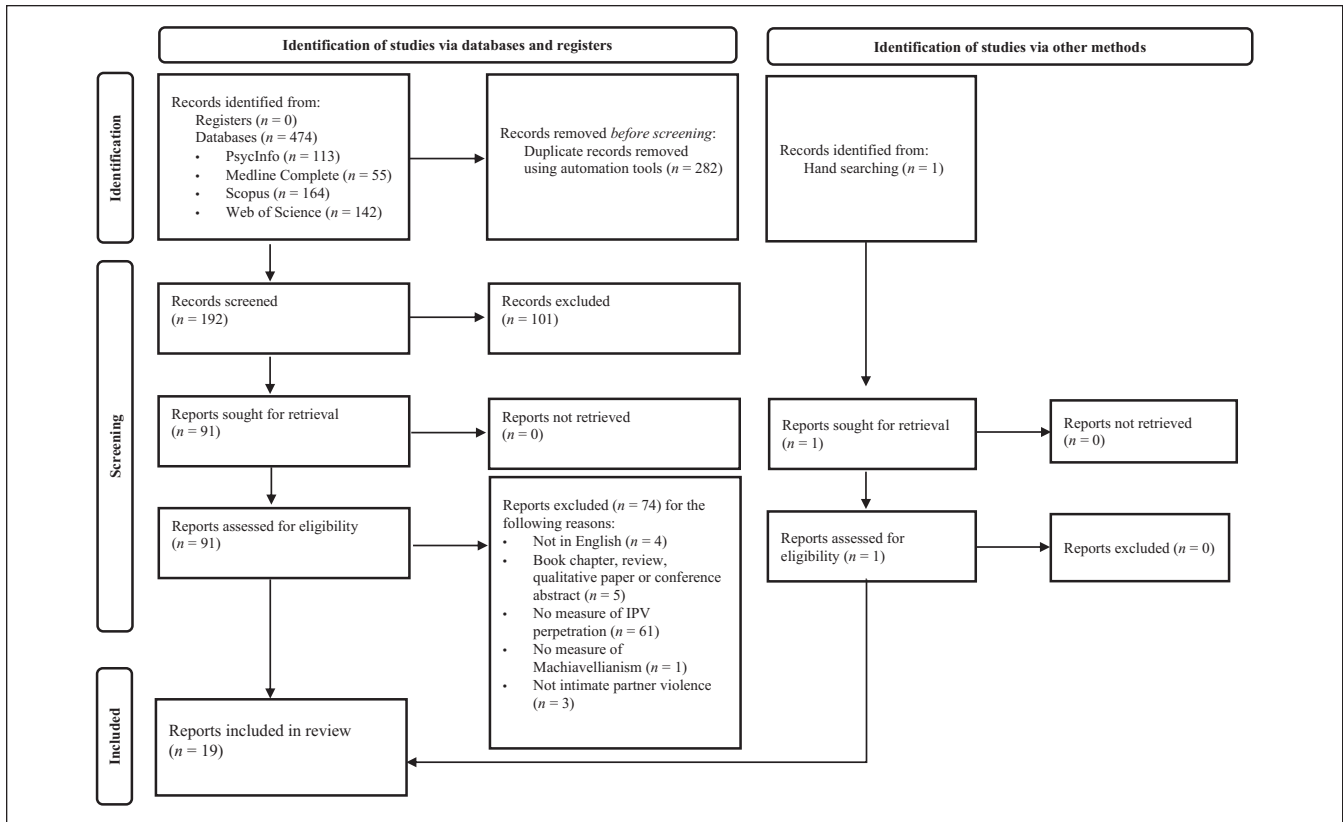 Identification of studies via databases and registers
Identification of studies via other methods
Identification
Records identified from:
Registers (n = 0)
Databases (n = 474)
• PsycInfo (n = 113)
• Medline Complete (n = 55)
• Scopus (n = 164)
• Web of Science (n = 142)
Records removed before screening:
Duplicate records removed
using automation tools (n = 282)
Records identified from:
Hand searching (n = 1)
Screening
Records screened
(n = 192)
Records excluded
(n = 101)
Reports sought for retrieval
(n = 91)
Reports not retrieved
(n = 0)
Reports sought for retrieval
(n = 1)
Reports not retrieved
(n = 0)
Reports assessed for eligibility
(n = 91)
Reports excluded (n = 74) for the
following reasons:
• Not in English (n = 4)
• Book chapter, review,
qualitative paper or conference
abstract (n = 5)
• No measure of IPV
perpetration (n = 61)
• No measure of
Machiavellianism (n = 1)
• Not intimate partner violence
(n = 3)
Reports assessed for
eligibility (n = 1)
Reports excluded (n = 0)
Included
Reports included in review
(n = 19)